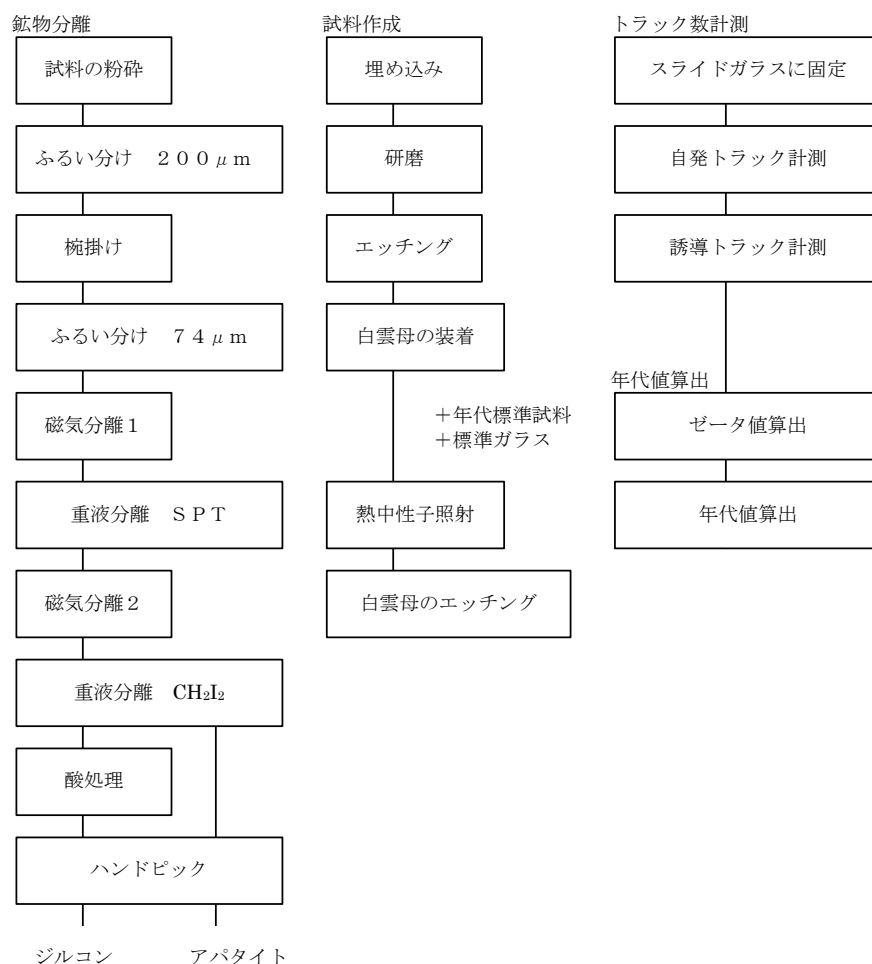 鉱物分離
試料の粉砕
ふるい分け　２００μｍ
椀掛け
ふるい分け　７４μｍ
磁気分離１
重液分離　ＳＰＴ
磁気分離２
重液分離　CH₂I₂
酸処理
ハンドピック
ジルコン
アパタイト
試料作成
埋め込み
研磨
エッチング
白雲母の装着
＋年代標準試料
＋標準ガラス
熱中性子照射
白雲母のエッチング
トラック数計測
スライドガラスに固定
自発トラック計測
誘導トラック計測
年代値算出
ゼータ値算出
年代値算出